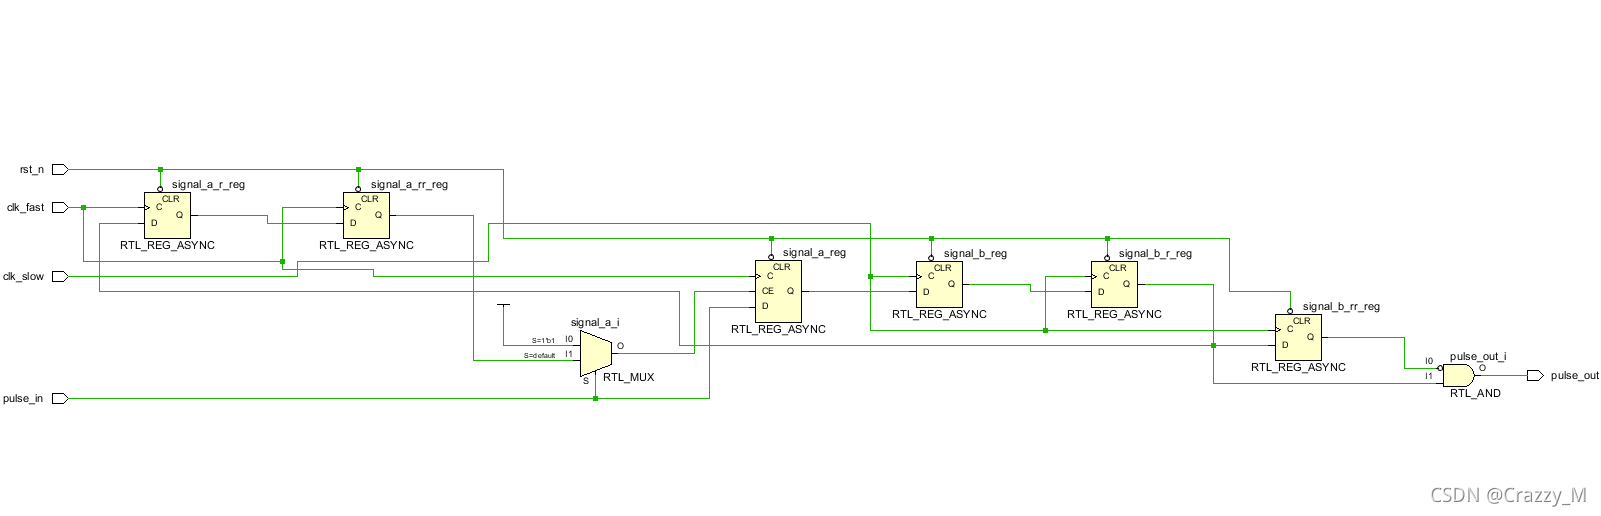 rst_n
signal_a_r_reg
CLR
C
Q
D
RTL_REG_ASYNC
signal_a_rr_reg
CLR
C
Q
D
RTL_REG_ASYNC
clk_fast
clk_slow
signal_a_reg
CLR
C
CE
Q
D
RTL_REG_ASYNC
signal_b_reg
CLR
C
Q
D
RTL_REG_ASYNC
signal_b_r_reg
CLR
C
Q
D
RTL_REG_ASYNC
signal_b_rr_reg
CLR
C
Q
D
RTL_REG_ASYNC
signal_a_i
S=1'b1
I0
O
S=default
I1
S
RTL_MUX
pulse_out_i
I0
O
I1
RTL_AND
pulse_out
pulse_in
CSDN @Crazzy_M